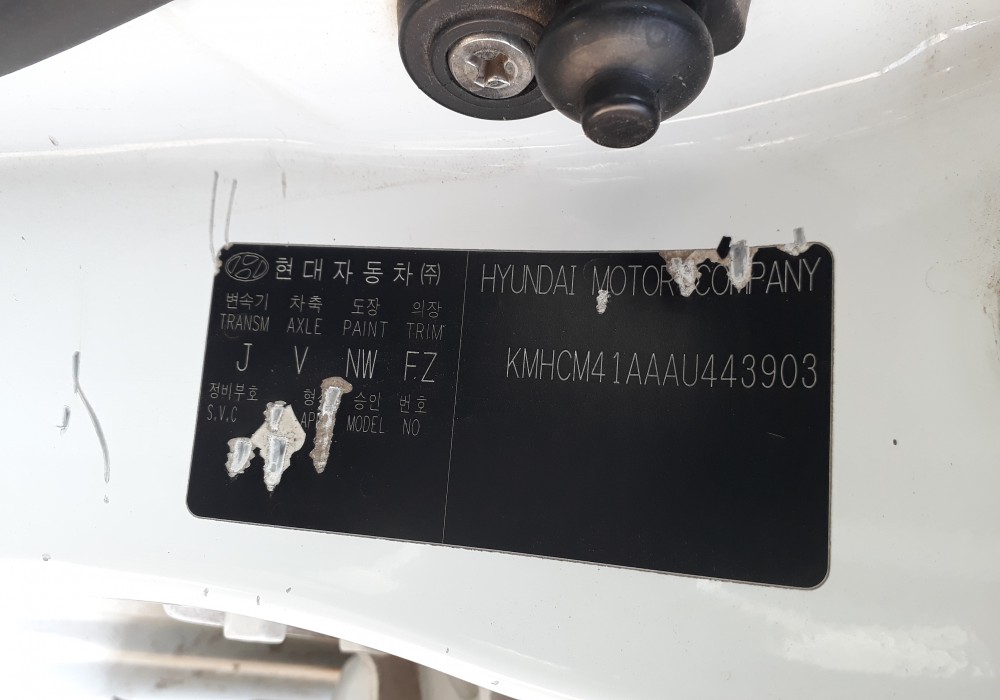 현대자동차㈜
변속기 차축 도장 의장
TRANSM AXLE PAINT TRIM
J V NW FZ
정비부호 승인 번호
S.V.C MODEL NO
HYUNDAI MOTOR COMPANY
KMHCM41AAAU443903